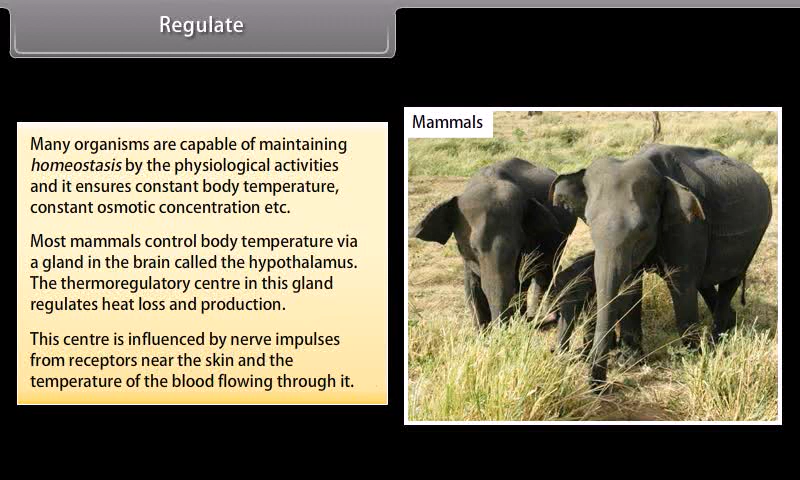 Regulate
Many organisms are capable of maintaining
homeostasis by the physiological activities
and it ensures constant body temperature,
constant osmotic concentration etc.
Most mammals control body temperature via
a gland in the brain called the hypothalamus.
The thermoregulatory centre in this gland
regulates heat loss and production.
This centre is influenced by nerve impulses
from receptors near the skin and the
temperature of the blood flowing through it.
Mammals